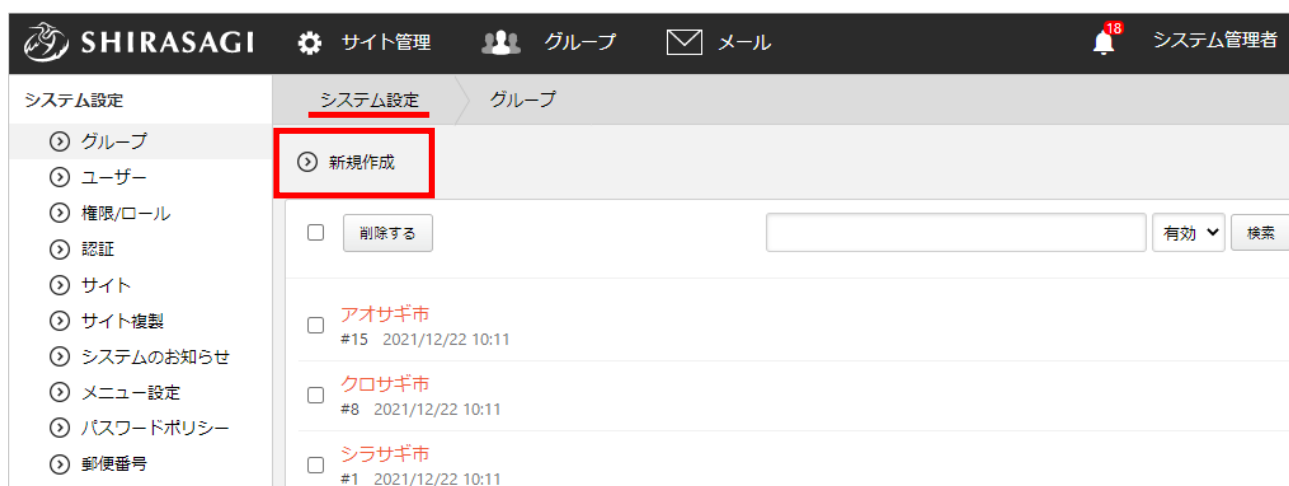 SHIRASAGI サイト管理 グループ メール 18 システム管理者
システム設定 システム設定 グループ
グループ
新規作成
ユーザー
権限/ロール
認証
サイト
サイト複製
システムのお知らせ
メニュー設定
パスワードポリシー
郵便番号
削除する 有効 検索
アオサギ市
#15 2021/12/22 10:11
クロサギ市
#8 2021/12/22 10:11
シラサギ市
#1 2021/12/22 10:11